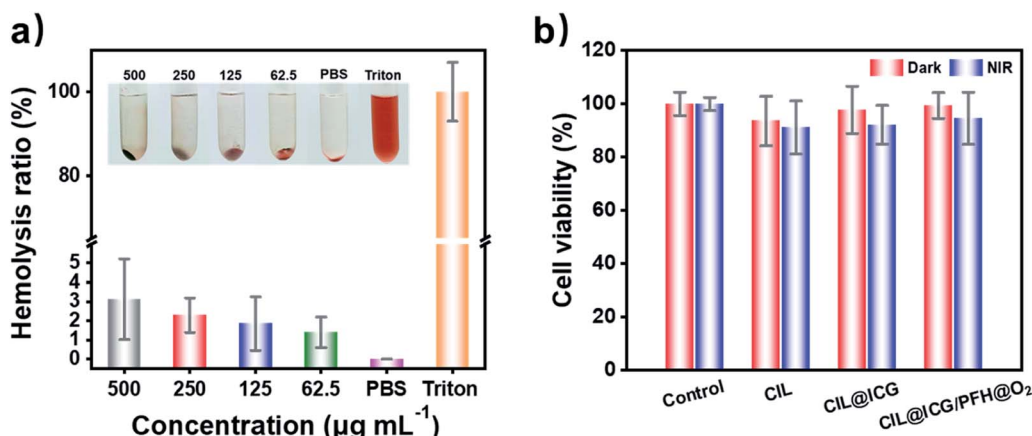 a)
Hemolysis ratio (%)
100
80
5
4
3
2
1
0
500 250 125 62.5 PBS Triton
500 250 125 62.5 PBS Triton
Concentration (µg mL⁻¹)
b)
Cell viability (%)
120
100
80
60
40
20
0
Dark NIR
Control CIL CIL@ICG CIL@ICG/PFH@O₂